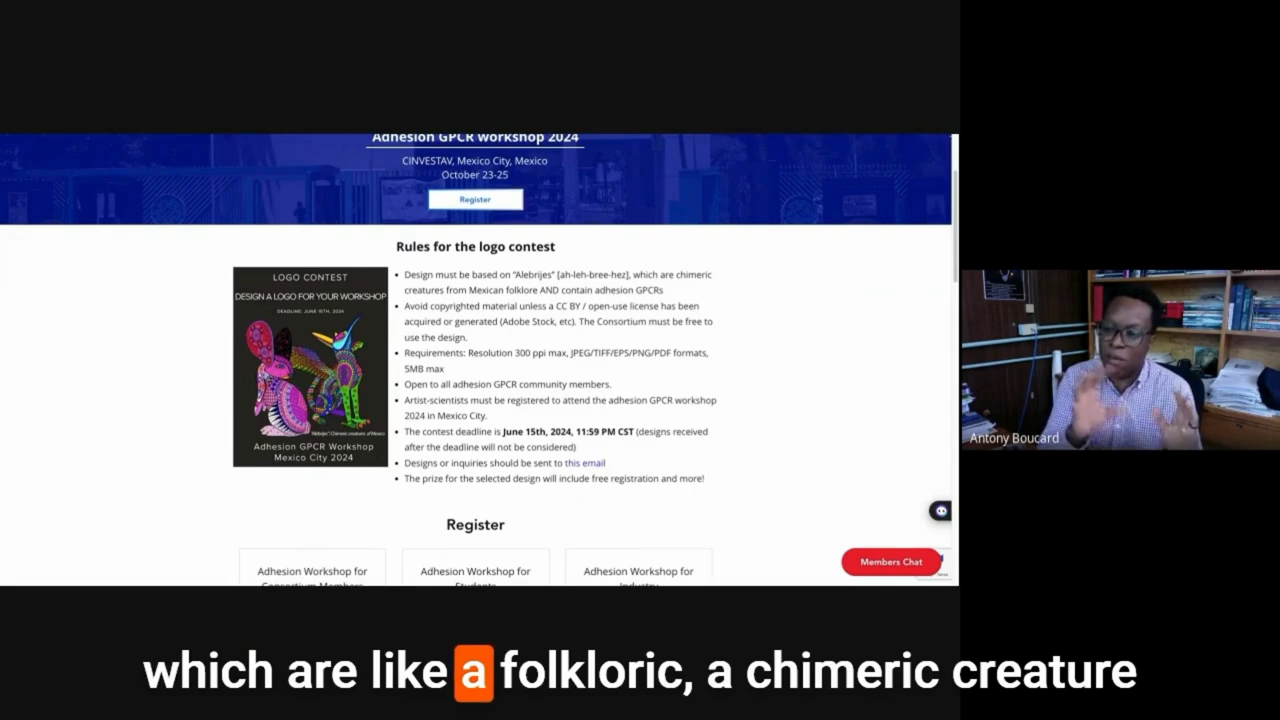 Adhesion GPCR workshop 2024
CINVESTAV, Mexico City, Mexico
October 23-25
Register
Rules for the logo contest
LOGO CONTEST
DESIGN A LOGO FOR YOUR WORKSHOP
DEADLINE: JUNE 15TH, 2024
"Alebrijes": Chimeric creatures of Mexico
Adhesion GPCR Workshop
Mexico City 2024
• Design must be based on “Alebrijes” [ah-leh-bree-hez], which are chimeric
creatures from Mexican folklore AND contain adhesion GPCRs
• Avoid copyrighted material unless a CC BY / open-use license has been
acquired or generated (Adobe Stock, etc). The Consortium must be free to
use the design.
• Requirements: Resolution 300 ppi max, JPEG/TIFF/EPS/PNG/PDF formats,
5MB max
• Open to all adhesion GPCR community members.
• Artist-scientists must be registered to attend the adhesion GPCR workshop
2024 in Mexico City.
• The contest deadline is June 15th, 2024, 11:59 PM CST (designs received
after the deadline will not be considered)
• Designs or inquiries should be sent to this email
• The prize for the selected design will include free registration and more!
Register
Adhesion Workshop for
Consortium Members
Adhesion Workshop for
Students
Adhesion Workshop for
Industry
Members Chat
Antony Boucard
which are like a folkloric, a chimeric creature